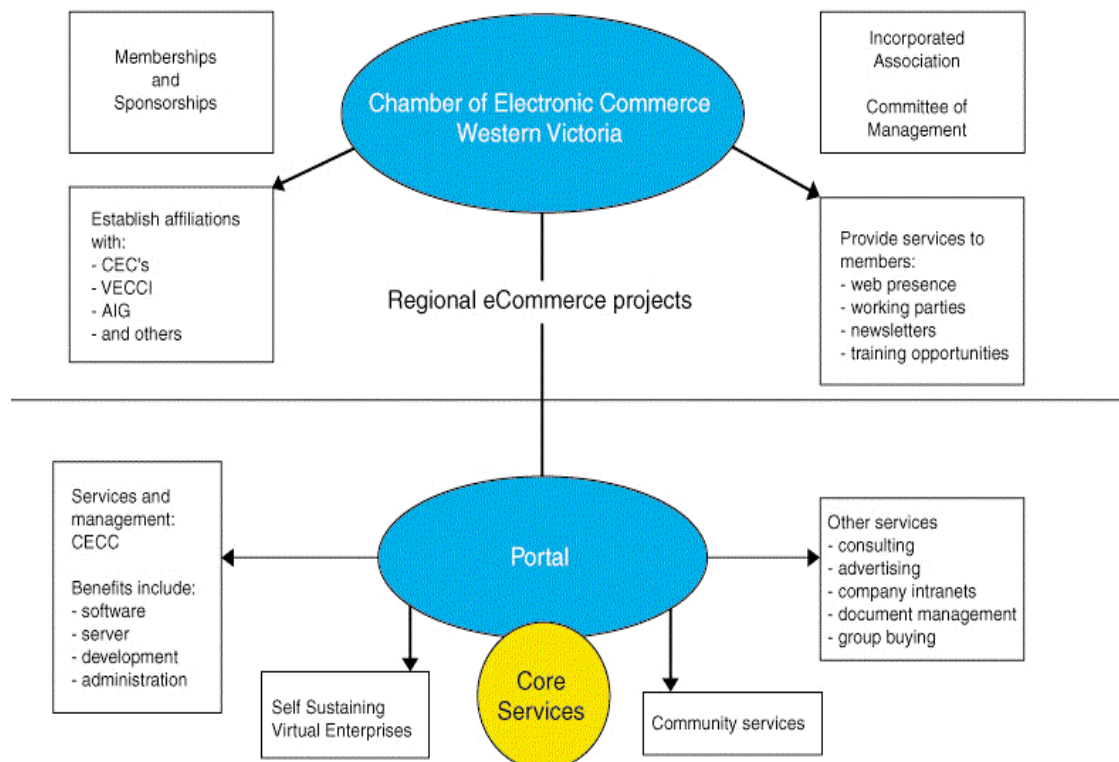 Memberships
and
Sponsorships
Chamber of Electronic Commerce
Western Victoria
Incorporated
Association
Committee of
Management
Establish affiliations
with:
- CEC's
- VECCI
- AIG
- and others
Regional eCommerce projects
Provide services to
members:
- web presence
- working parties
- newsletters
- training opportunities
Services and
management:
CECC
Benefits include:
- software
- server
- development
- administration
Portal
Other services
- consulting
- advertising
- company intranets
- document management
- group buying
Self Sustaining
Virtual Enterprises
Core
Services
Community services